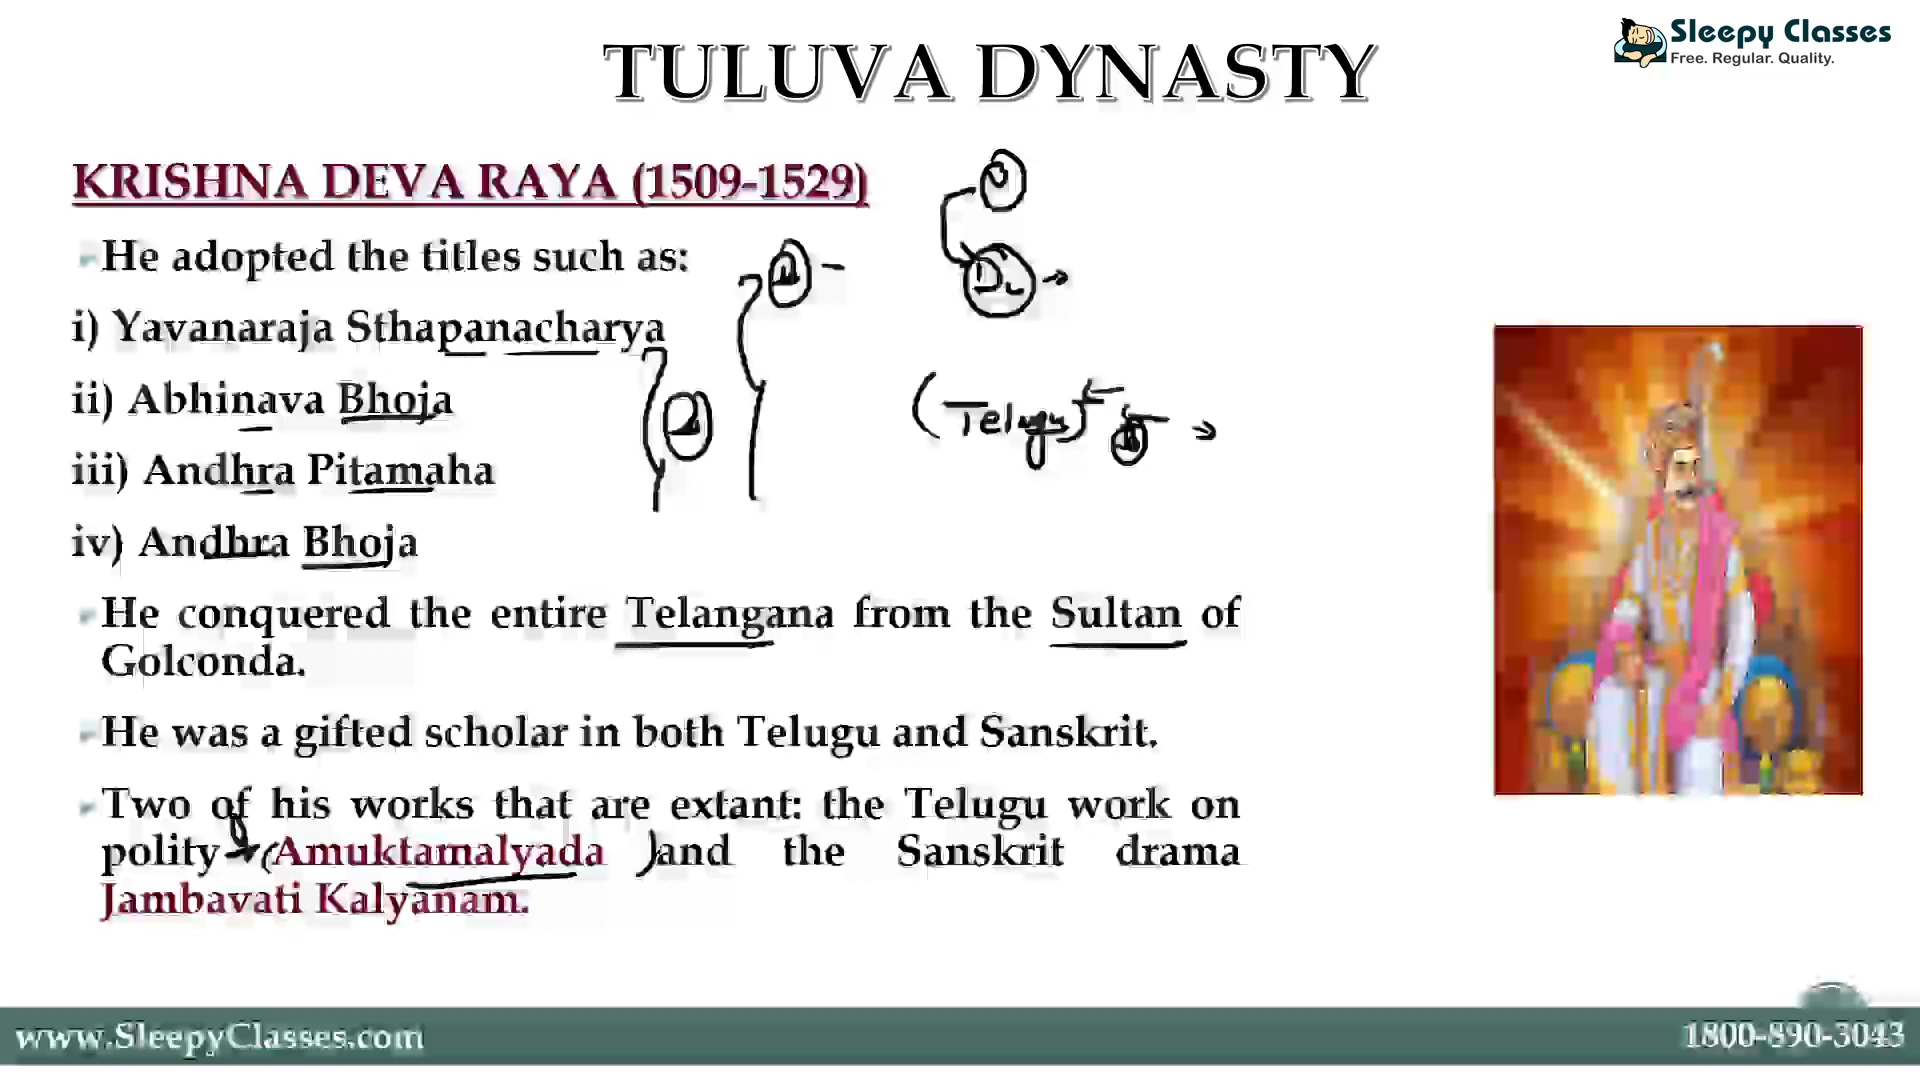 Sleepy Classes
Free. Regular. Quality.
TULUVA DYNASTY
KRISHNA DEVA RAYA (1509-1529)
He adopted the titles such as:
i) Yavanaraja Sthapanacharya
ii) Abhinava Bhoja
(Telugu)
iii) Andhra Pitamaha
iv) Andhra Bhoja
He conquered the entire Telangana from the Sultan of
Golconda.
He was a gifted scholar in both Telugu and Sanskrit.
Two of his works that are extant: the Telugu work on
polity (Amuktamalyada )and the Sanskrit drama
Jambavati Kalyanam.
www.SleepyClasses.com
1800-890-3043